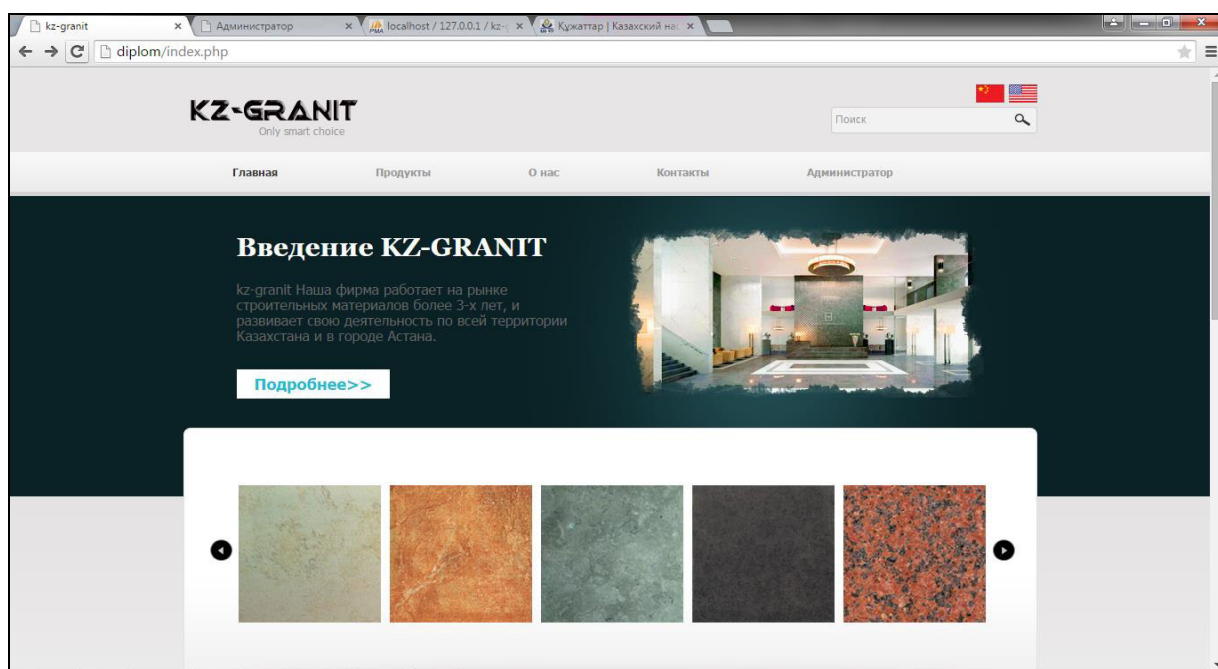 kz-granit
Администратор
localhost / 127.0.0.1 / kz-g
Құжаттар | Казахский нац
diplom/index.php
KZ-GRANIT
Only smart choice
Поиск
Главная Продукты О нас Контакты Администратор
Введение KZ-GRANIT
kz-granit Наша фирма работает на рынке
строительных материалов более 3-х лет, и
развивает свою деятельность по всей территории
Казахстана и в городе Астана.
Подробнее>>